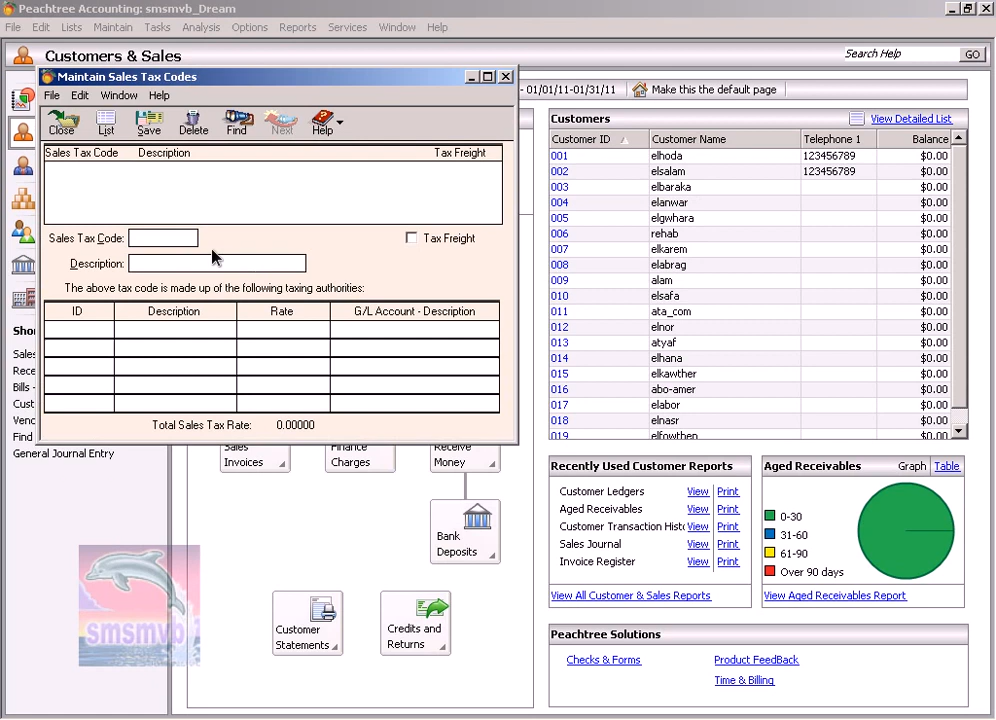 Peachtree Accounting: smsmvb_Dream
File Edit Lists Maintain Tasks Analysis Options Reports Services Window Help
Customers & Sales
Search Help
GO
Maintain Sales Tax Codes
File Edit Window Help
Close List Save Delete Find Next Help
Sales Tax Code Description Tax Freight
Sales Tax Code:
Tax Freight
Description:
The above tax code is made up of the following taxing authorities:
ID Description Rate G/L Account - Description
Total Sales Tax Rate: 0.00000
- 01/01/11-01/31/11
Make this the default page
Customers
View Detailed List
Customer ID Customer Name Telephone 1 Balance
001 elhoda 123456789 $0.00
002 elsalam 123456789 $0.00
003 elbaraka $0.00
004 elanwar $0.00
005 elgwhara $0.00
006 rehab $0.00
007 elkarem $0.00
008 elabrag $0.00
009 alam $0.00
010 elsafa $0.00
011 ata_com $0.00
012 elnor $0.00
013 atyaf $0.00
014 elhana $0.00
015 elkawther $0.00
016 abo-amer $0.00
017 elabor $0.00
018 elnasr $0.00
019 elfowthen $0.00
Sho
Sales
Rece
Bills -
Cust
Venc
Find
General Journal Entry
Sales
Invoices
Finance
Charges
Receive
Money
Bank
Deposits
Customer
Statements
Credits and
Returns
Recently Used Customer Reports
Customer Ledgers View Print
Aged Receivables View Print
Customer Transaction Histo View Print
Sales Journal View Print
Invoice Register View Print
View All Customer & Sales Reports
Aged Receivables Graph Table
0-30
31-60
61-90
Over 90 days
View Aged Receivables Report
Peachtree Solutions
Checks & Forms
Product FeedBack
Time & Billing
smsmvb